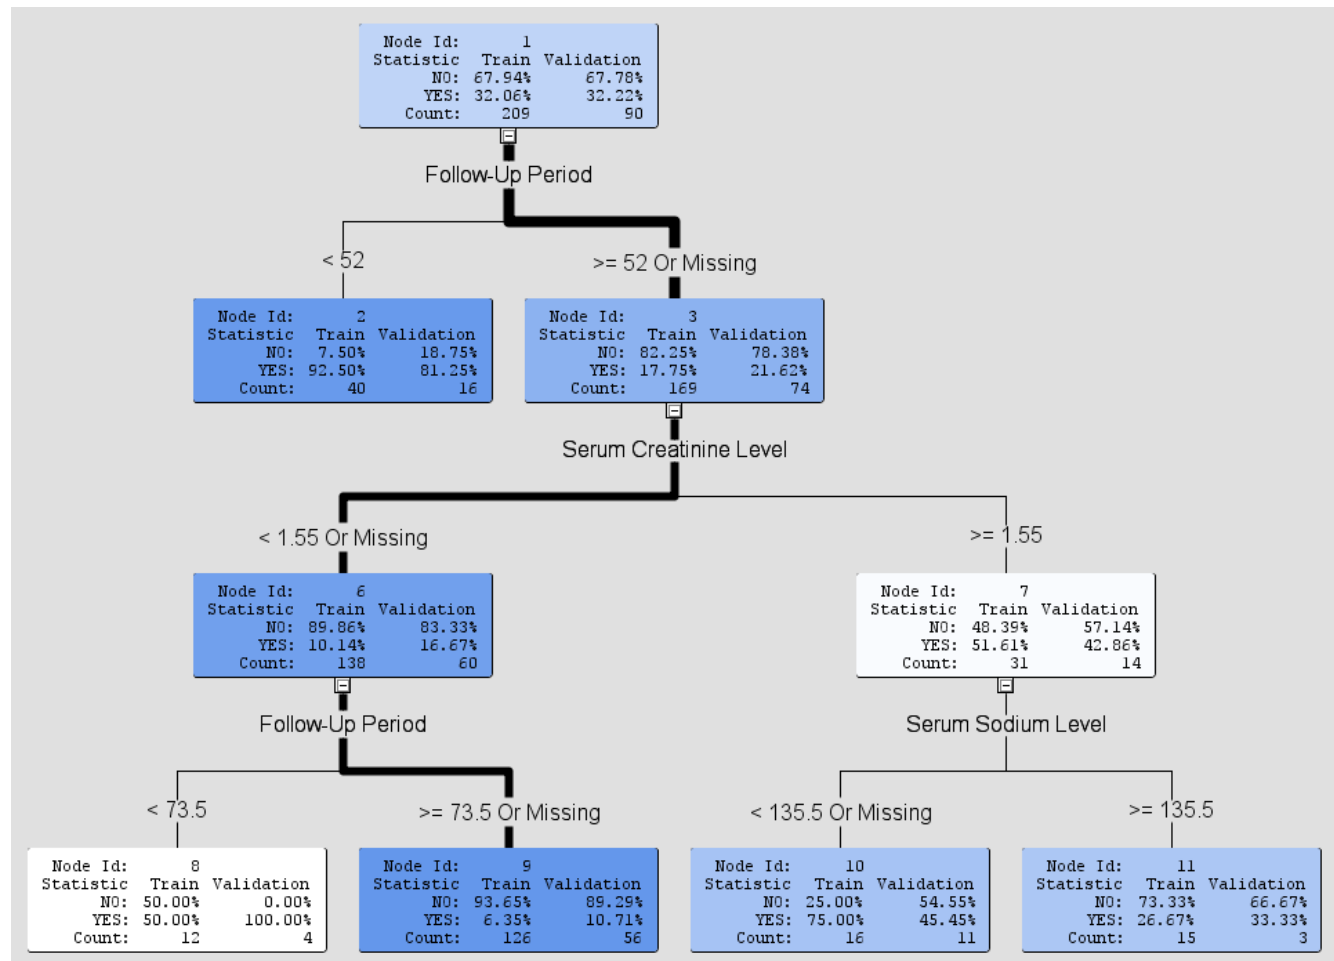 Node Id: 1
Statistic Train Validation
NO: 67.94% 67.78%
YES: 32.06% 32.22%
Count: 209 90
Follow-Up Period
< 52
>= 52 Or Missing
Node Id: 2
Statistic Train Validation
NO: 7.50% 18.75%
YES: 92.50% 81.25%
Count: 40 16
Node Id: 3
Statistic Train Validation
NO: 82.25% 78.38%
YES: 17.75% 21.62%
Count: 169 74
Serum Creatinine Level
< 1.55 Or Missing
>= 1.55
Node Id: 6
Statistic Train Validation
NO: 89.86% 83.33%
YES: 10.14% 16.67%
Count: 138 60
Node Id: 7
Statistic Train Validation
NO: 48.39% 57.14%
YES: 51.61% 42.86%
Count: 31 14
Follow-Up Period
Serum Sodium Level
< 73.5
>= 73.5 Or Missing
< 135.5 Or Missing
>= 135.5
Node Id: 8
Statistic Train Validation
NO: 50.00% 0.00%
YES: 50.00% 100.00%
Count: 12 4
Node Id: 9
Statistic Train Validation
NO: 93.65% 89.29%
YES: 6.35% 10.71%
Count: 126 56
Node Id: 10
Statistic Train Validation
NO: 25.00% 54.55%
YES: 75.00% 45.45%
Count: 16 11
Node Id: 11
Statistic Train Validation
NO: 73.33% 66.67%
YES: 26.67% 33.33%
Count: 15 3